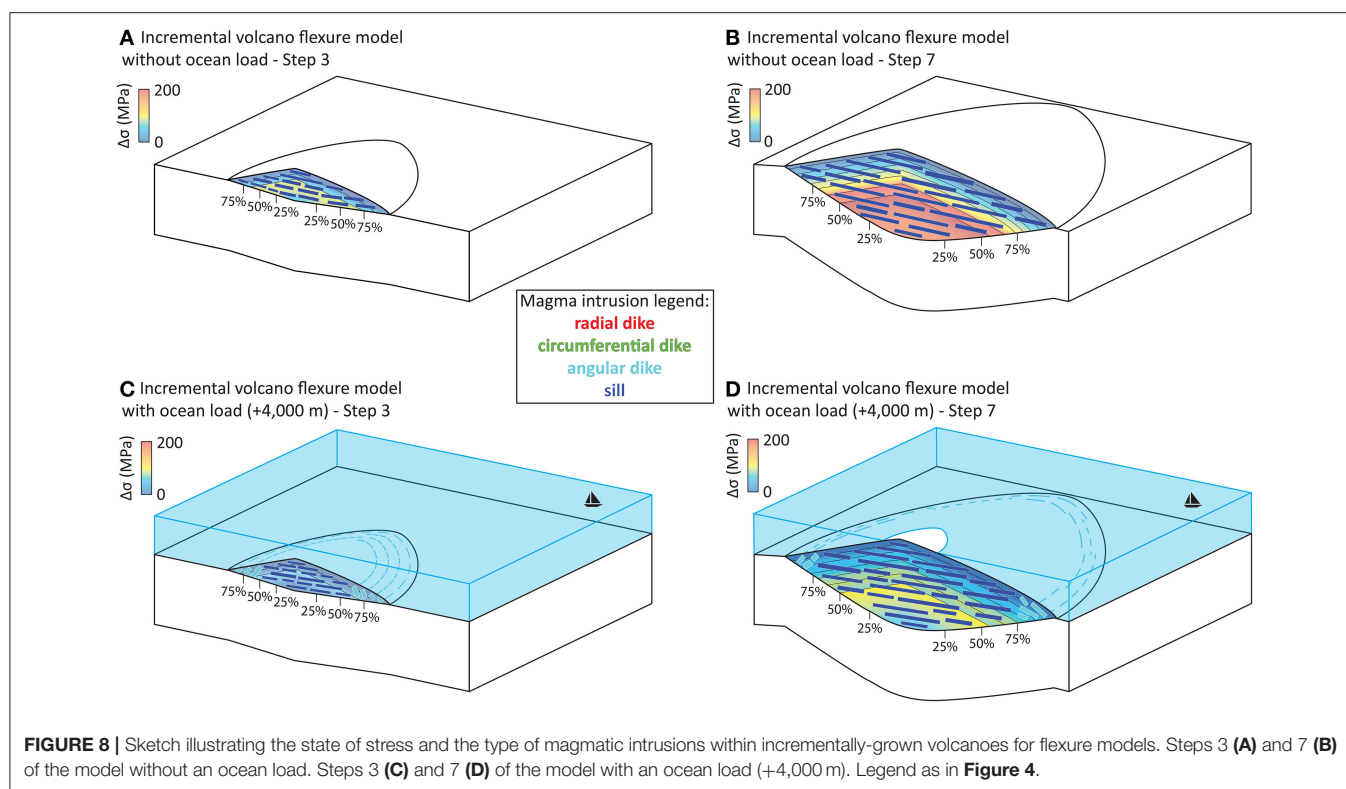 A Incremental volcano flexure model
without ocean load - Step 3
200
0
Δσ (MPa)
75%
50%
25%
25%
50%
75%
B Incremental volcano flexure model
without ocean load - Step 7
200
0
Δσ (MPa)
75%
50%
25%
25%
50%
75%
Magma intrusion legend:
radial dike
circumferential dike
angular dike
sill
C Incremental volcano flexure model
with ocean load (+4,000 m) - Step 3
200
0
Δσ (MPa)
75%
50%
25%
25%
50%
75%
D Incremental volcano flexure model
with ocean load (+4,000 m) - Step 7
200
0
Δσ (MPa)
75%
50%
25%
25%
50%
75%
FIGURE 8 | Sketch illustrating the state of stress and the type of magmatic intrusions within incrementally-grown volcanoes for flexure models. Steps 3 (A) and 7 (B)
of the model without an ocean load. Steps 3 (C) and 7 (D) of the model with an ocean load (+4,000 m). Legend as in Figure 4.